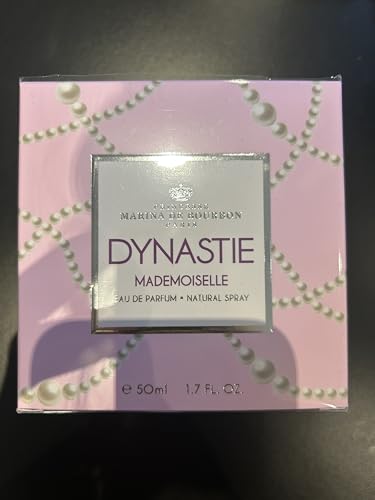 PRINCESSE
MARINA DE BOURBON
PARIS
DYNASTIE
MADEMOISELLE
EAU DE PARFUM • NATURAL SPRAY
℮ 50ml 1.7 FL. OZ.